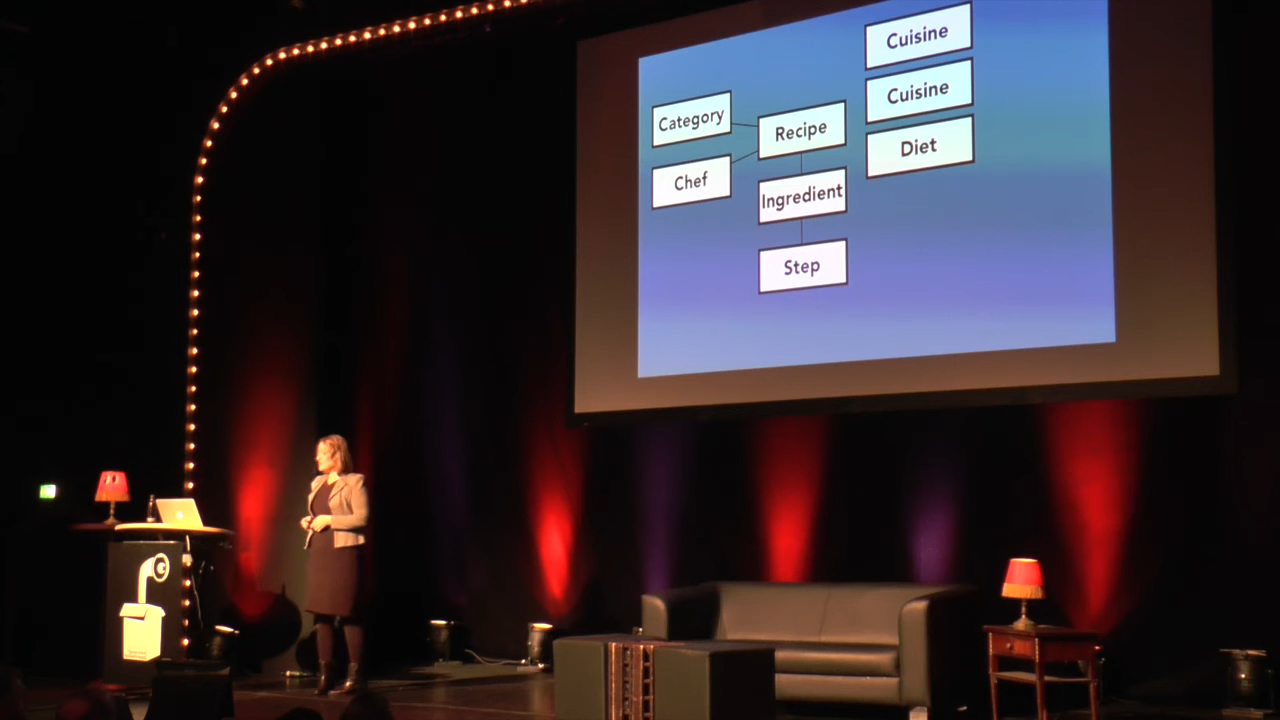 Category
Chef
Recipe
Ingredient
Step
Cuisine
Cuisine
Diet